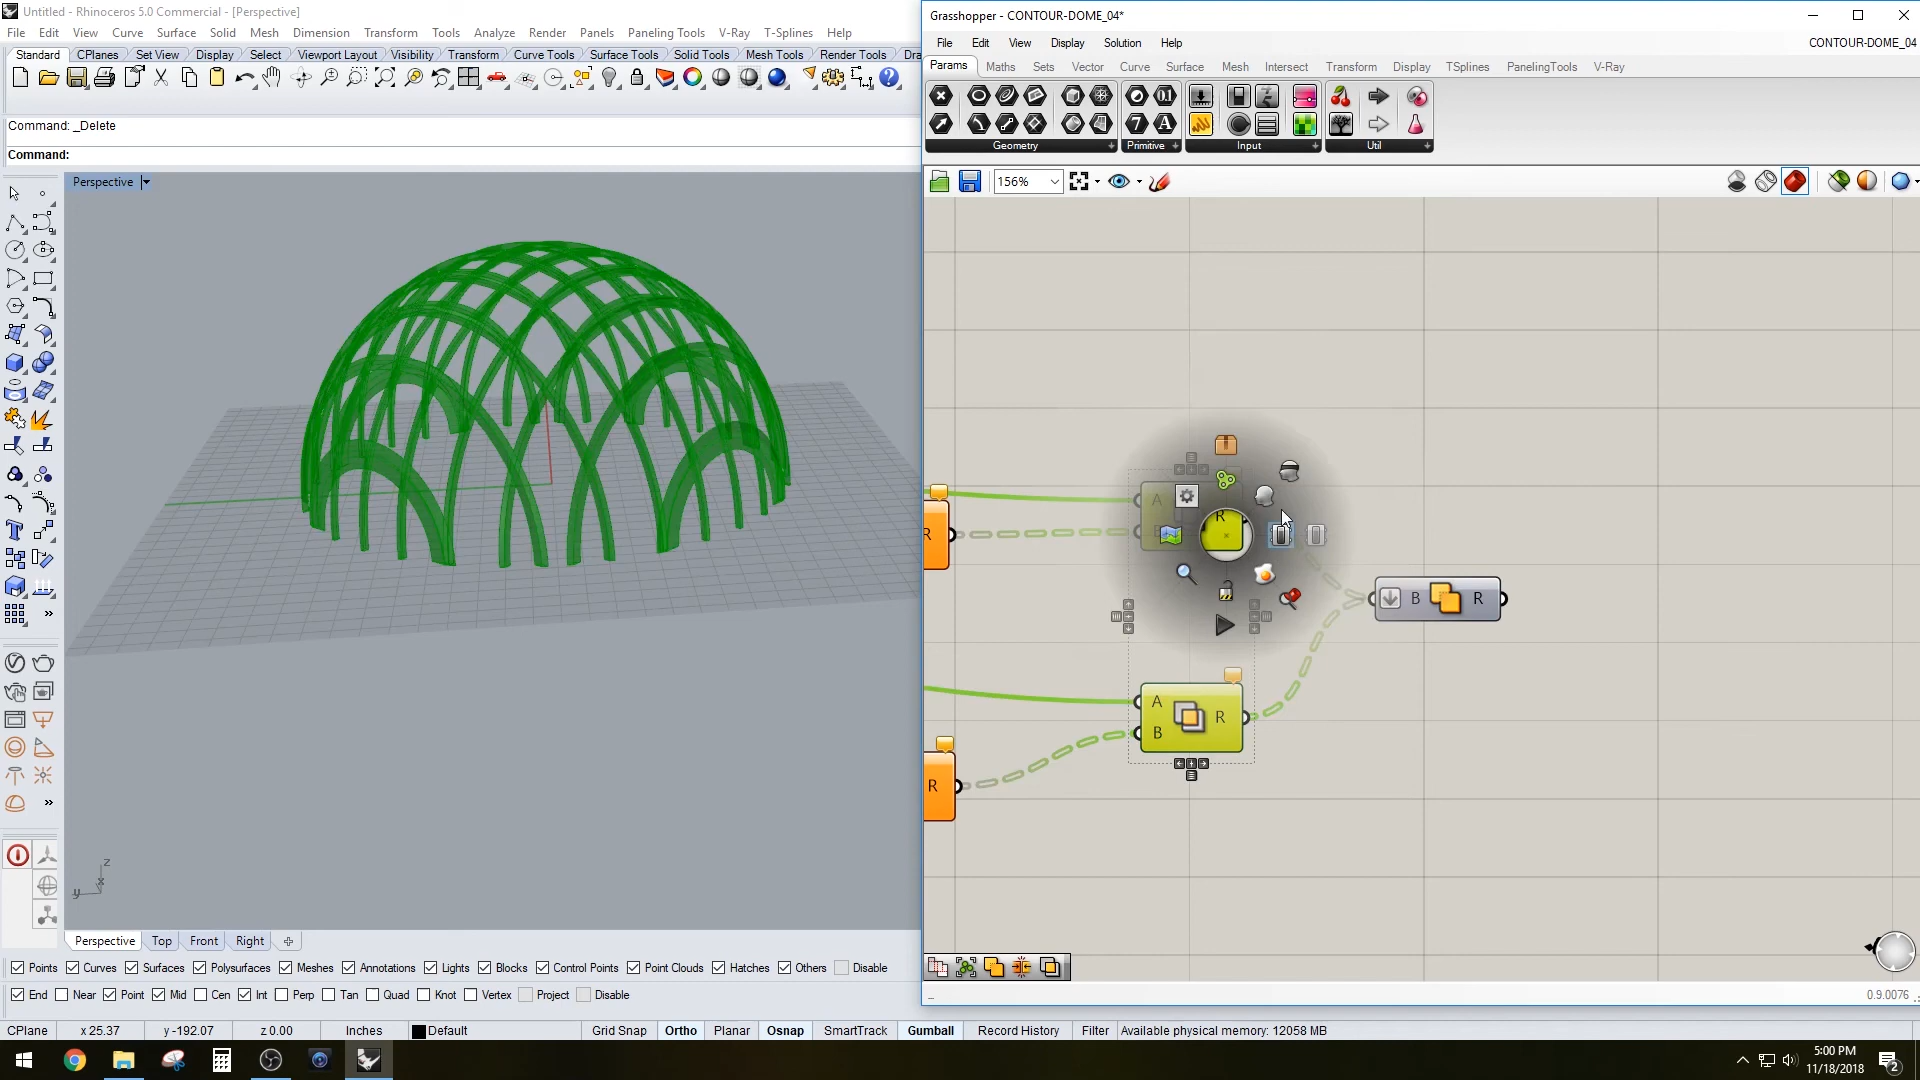 Untitled - Rhinoceros 5.0 Commercial - [Perspective]
File Edit View Curve Surface Solid Mesh Dimension Transform Tools Analyze Render Panels Paneling Tools V-Ray T-Splines Help
Standard CPlanes Set View Display Select Viewport Layout Visibility Transform Curve Tools Surface Tools Solid Tools Mesh Tools Render Tools Dra
Command: _Delete
Command:
Perspective
z
y
Perspective Top Front Right
Points Curves Surfaces Polysurfaces Meshes Annotations Lights Blocks Control Points Point Clouds Hatches Others Disable
End Near Point Mid Cen Int Perp Tan Quad Knot Vertex Project Disable
CPlane x 25.37 y -192.07 z 0.00 Inches Default Grid Snap Ortho Planar Osnap SmartTrack Gumball Record History Filter Available physical memory: 12058 MB
Grasshopper - CONTOUR-DOME_04*
File Edit View Display Solution Help CONTOUR-DOME_04
Params Maths Sets Vector Curve Surface Mesh Intersect Transform Display TSplines PanelingTools V-Ray
Geometry Primitive Input Util
156%
R
A
R
B R
A
R
B
R
0.9.0076
5:00 PM
11/18/2018
2